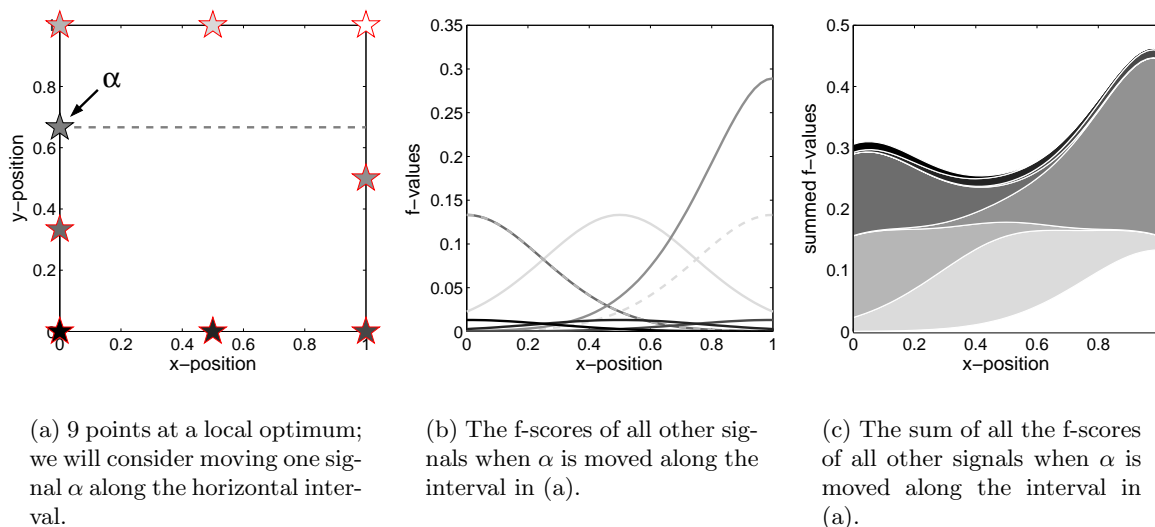 α
0.8
0.6
0.4
0.2
0
0
0.2
0.4
0.6
0.8
1
y−position
x−position
0.35
0.3
0.25
0.2
0.15
0.1
0.05
0
0
0.2
0.4
0.6
0.8
1
f−values
x−position
0.5
0.4
0.3
0.2
0.1
0
0
0.2
0.4
0.6
0.8
summed f−values
x−position
(a) 9 points at a local optimum;
we will consider moving one sig-
nal α along the horizontal inter-
val.
(b) The f-scores of all other sig-
nals when α is moved along the
interval in (a).
(c) The sum of all the f-scores
of all other signals when α is
moved along the interval in
(a).